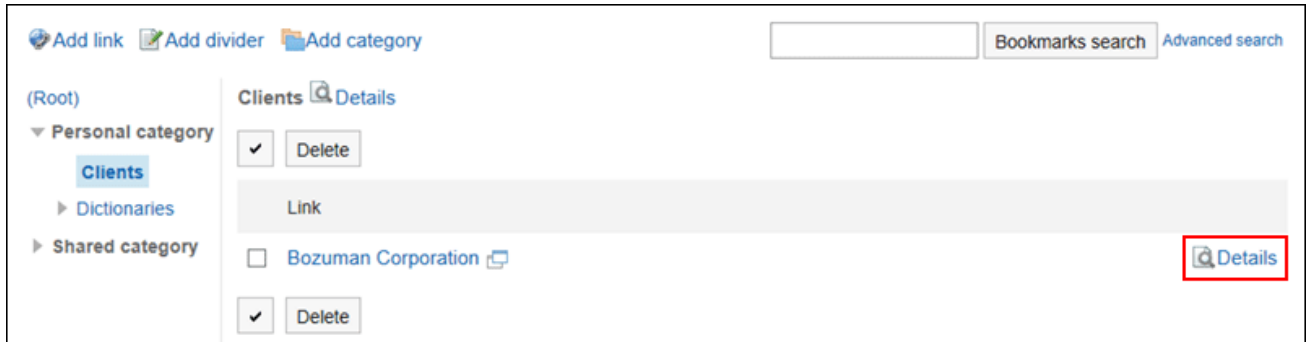 Add link Add divider Add category Bookmarks search Advanced search
(Root)
Personal category
Clients
Dictionaries
Shared category
Clients Details
Delete
Link
Bozuman Corporation Details
Delete